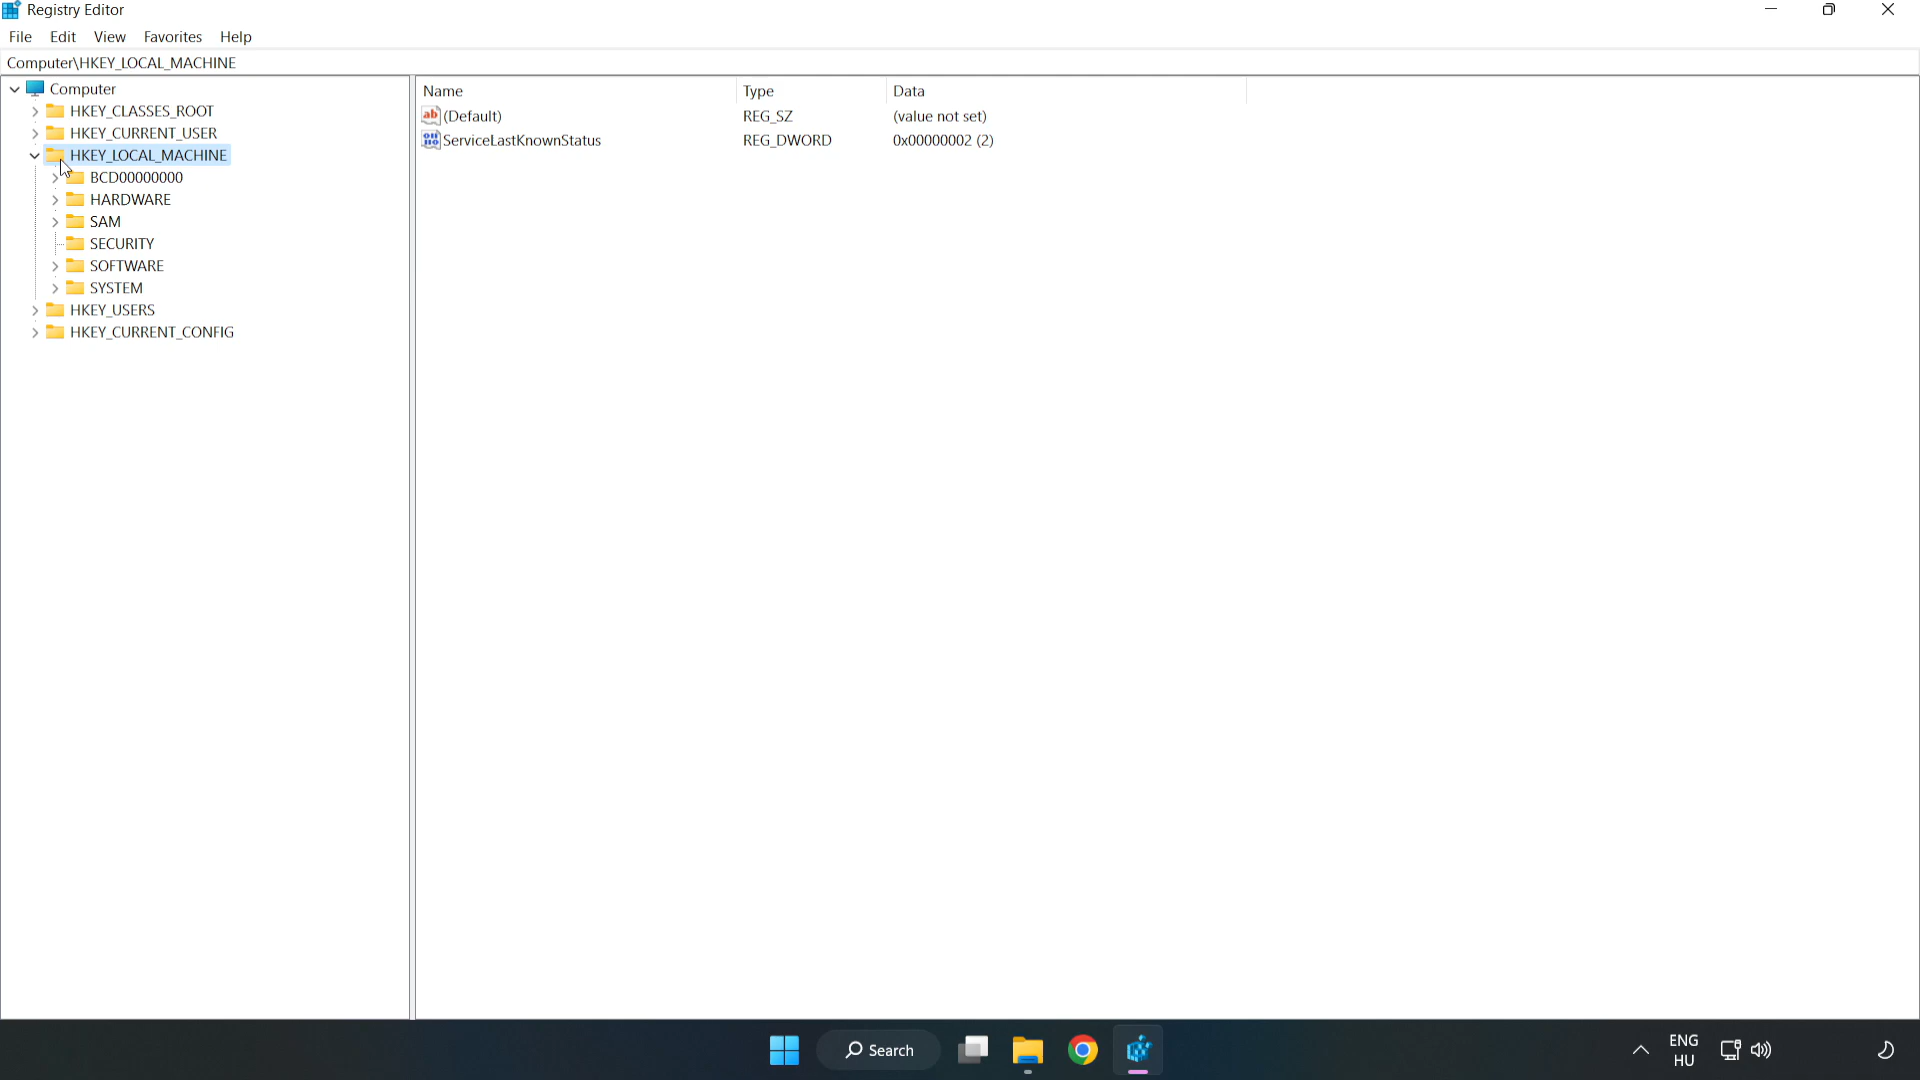 Registry Editor
File Edit View Favorites Help
Computer\HKEY_LOCAL_MACHINE
Computer
HKEY_CLASSES_ROOT
HKEY_CURRENT_USER
HKEY_LOCAL_MACHINE
BCD00000000
HARDWARE
SAM
SECURITY
SOFTWARE
SYSTEM
HKEY_USERS
HKEY_CURRENT_CONFIG
Name Type Data
(Default) REG_SZ (value not set)
ServiceLastKnownStatus REG_DWORD 0x00000002 (2)
Search
ENG
HU